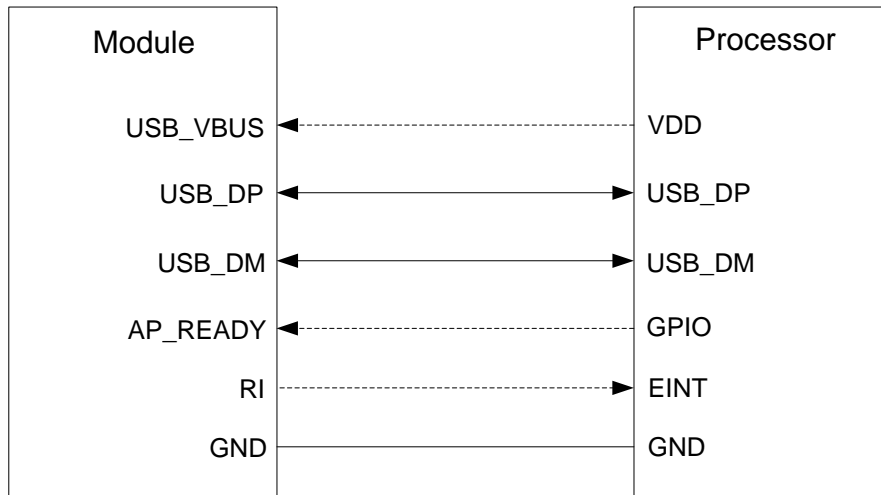 Module Processor
USB_VBUS VDD
USB_DP USB_DP
USB_DM USB_DM
AP_READY GPIO
RI EINT
GND GND